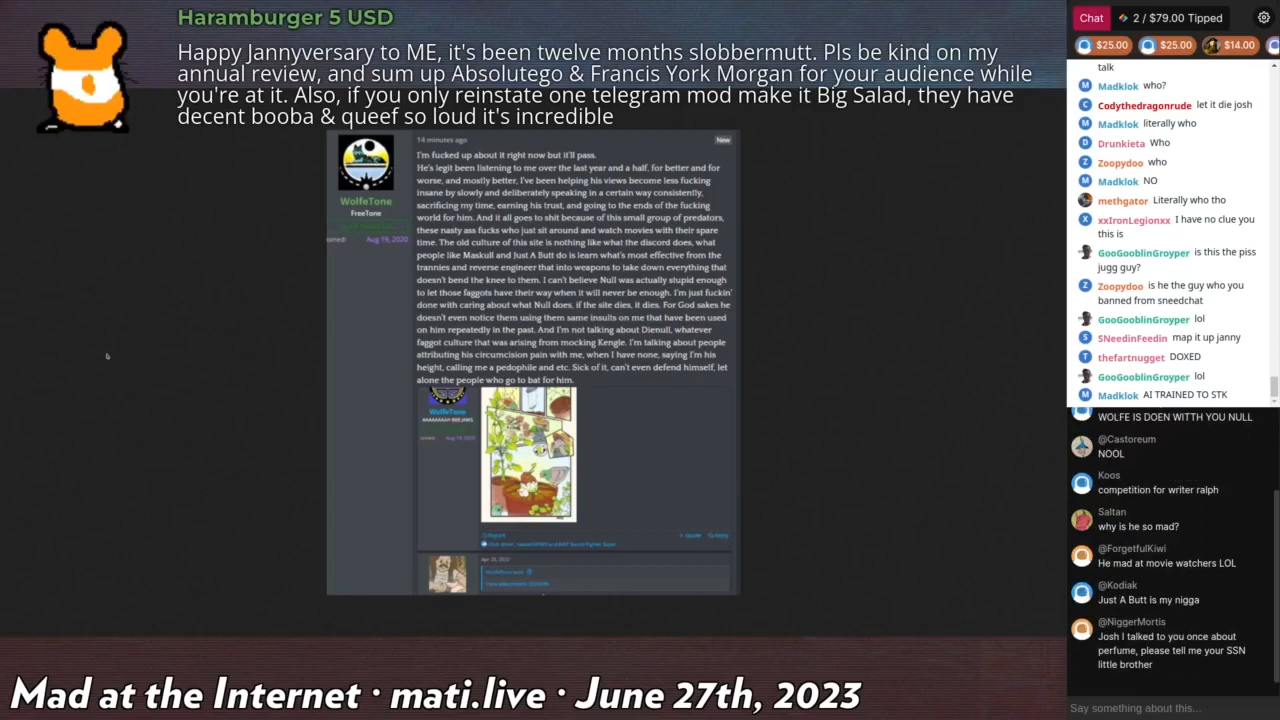 Haramburger 5 USD
Happy Jannyversary to ME, it's been twelve months slobbermutt. Pls be kind on my
annual review, and sum up Absolutego & Francis York Morgan for your audience while
you're at it. Also, if you only reinstate one telegram mod make it Big Salad, they have
decent booba & queef so loud it's incredible
14 minutes ago
New
I'm fucked up about it right now but it'll pass.
He's legit been listening to me over the last year and a half, for better and for
worse, and mostly better, I've been helping his views become less fucking
insane by slowly and deliberately speaking in a certain way consistently,
sacrificing my time, earning his trust, and going to the ends of the fucking
world for him. And it all goes to shit because of this small group of predators,
these nasty ass fucks who just sit around and watch movies with their spare
time. The old culture of this site is nothing like what the discord does, what
people like Maskull and Just A Butt do is learn what's most effective from the
trannies and reverse engineer that into weapons to take down everything that
doesn't bend the knee to them. I can't believe Null was actually stupid enough
to let those faggots have their way when it will never be enough. I'm just fuckin'
done with caring about what Null does, if the site dies, it dies. For God sakes he
doesn't even notice them using them same insults on me that have been used
on him repeatedly in the past. And I'm not talking about Dienull, whatever
faggot culture that was arising from mocking Kengle. I'm talking about people
attributing his circumcision pain with me, when I have none, saying I'm his
height, calling me a pedophile and etc. Sick of it, can't even defend himself, let
alone the people who go to bat for him.
WolfeTone
FreeTone
oined: Aug 19, 2020
WolfeTone
AAAAAAAH BEEJAWS
Joined: Aug 19, 2020
Quote Reply
Chat
2 / $79.00 Tipped
$25.00 $25.00 $14.00
talk
Madklok who?
Codythedragonrude let it die josh
Madklok literally who
Drunkieta Who
Zoopydoo who
Madklok NO
methgator Literally who tho
xxIronLegionxx I have no clue you
this is
GooGooblinGroyper is this the piss
jugg guy?
Zoopydoo is he the guy who you
banned from sneedchat
GooGooblinGroyper lol
SNeedinFeedin map it up janny
thefartnugget DOXED
GooGooblinGroyper lol
Madklok AI TRAINED TO STK
WOLFE IS DOEN WITTH YOU NULL
@Castoreum
NOOL
Koos
competition for writer ralph
Saltan
why is he so mad?
@ForgetfulKiwi
He mad at movie watchers LOL
@Kodiak
Just A Butt is my nigga
@NiggerMortis
Josh I talked to you once about
perfume, please tell me your SSN
little brother
Say something about this...
Mad at the Internet · mati.live · June 27th, 2023